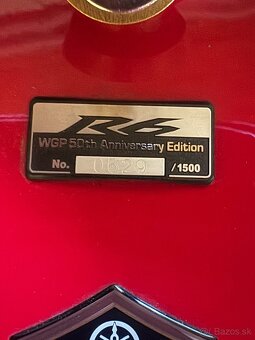 R6
WGP 50th Anniversary Edition
No. 0829 /1500
Bazos.sk